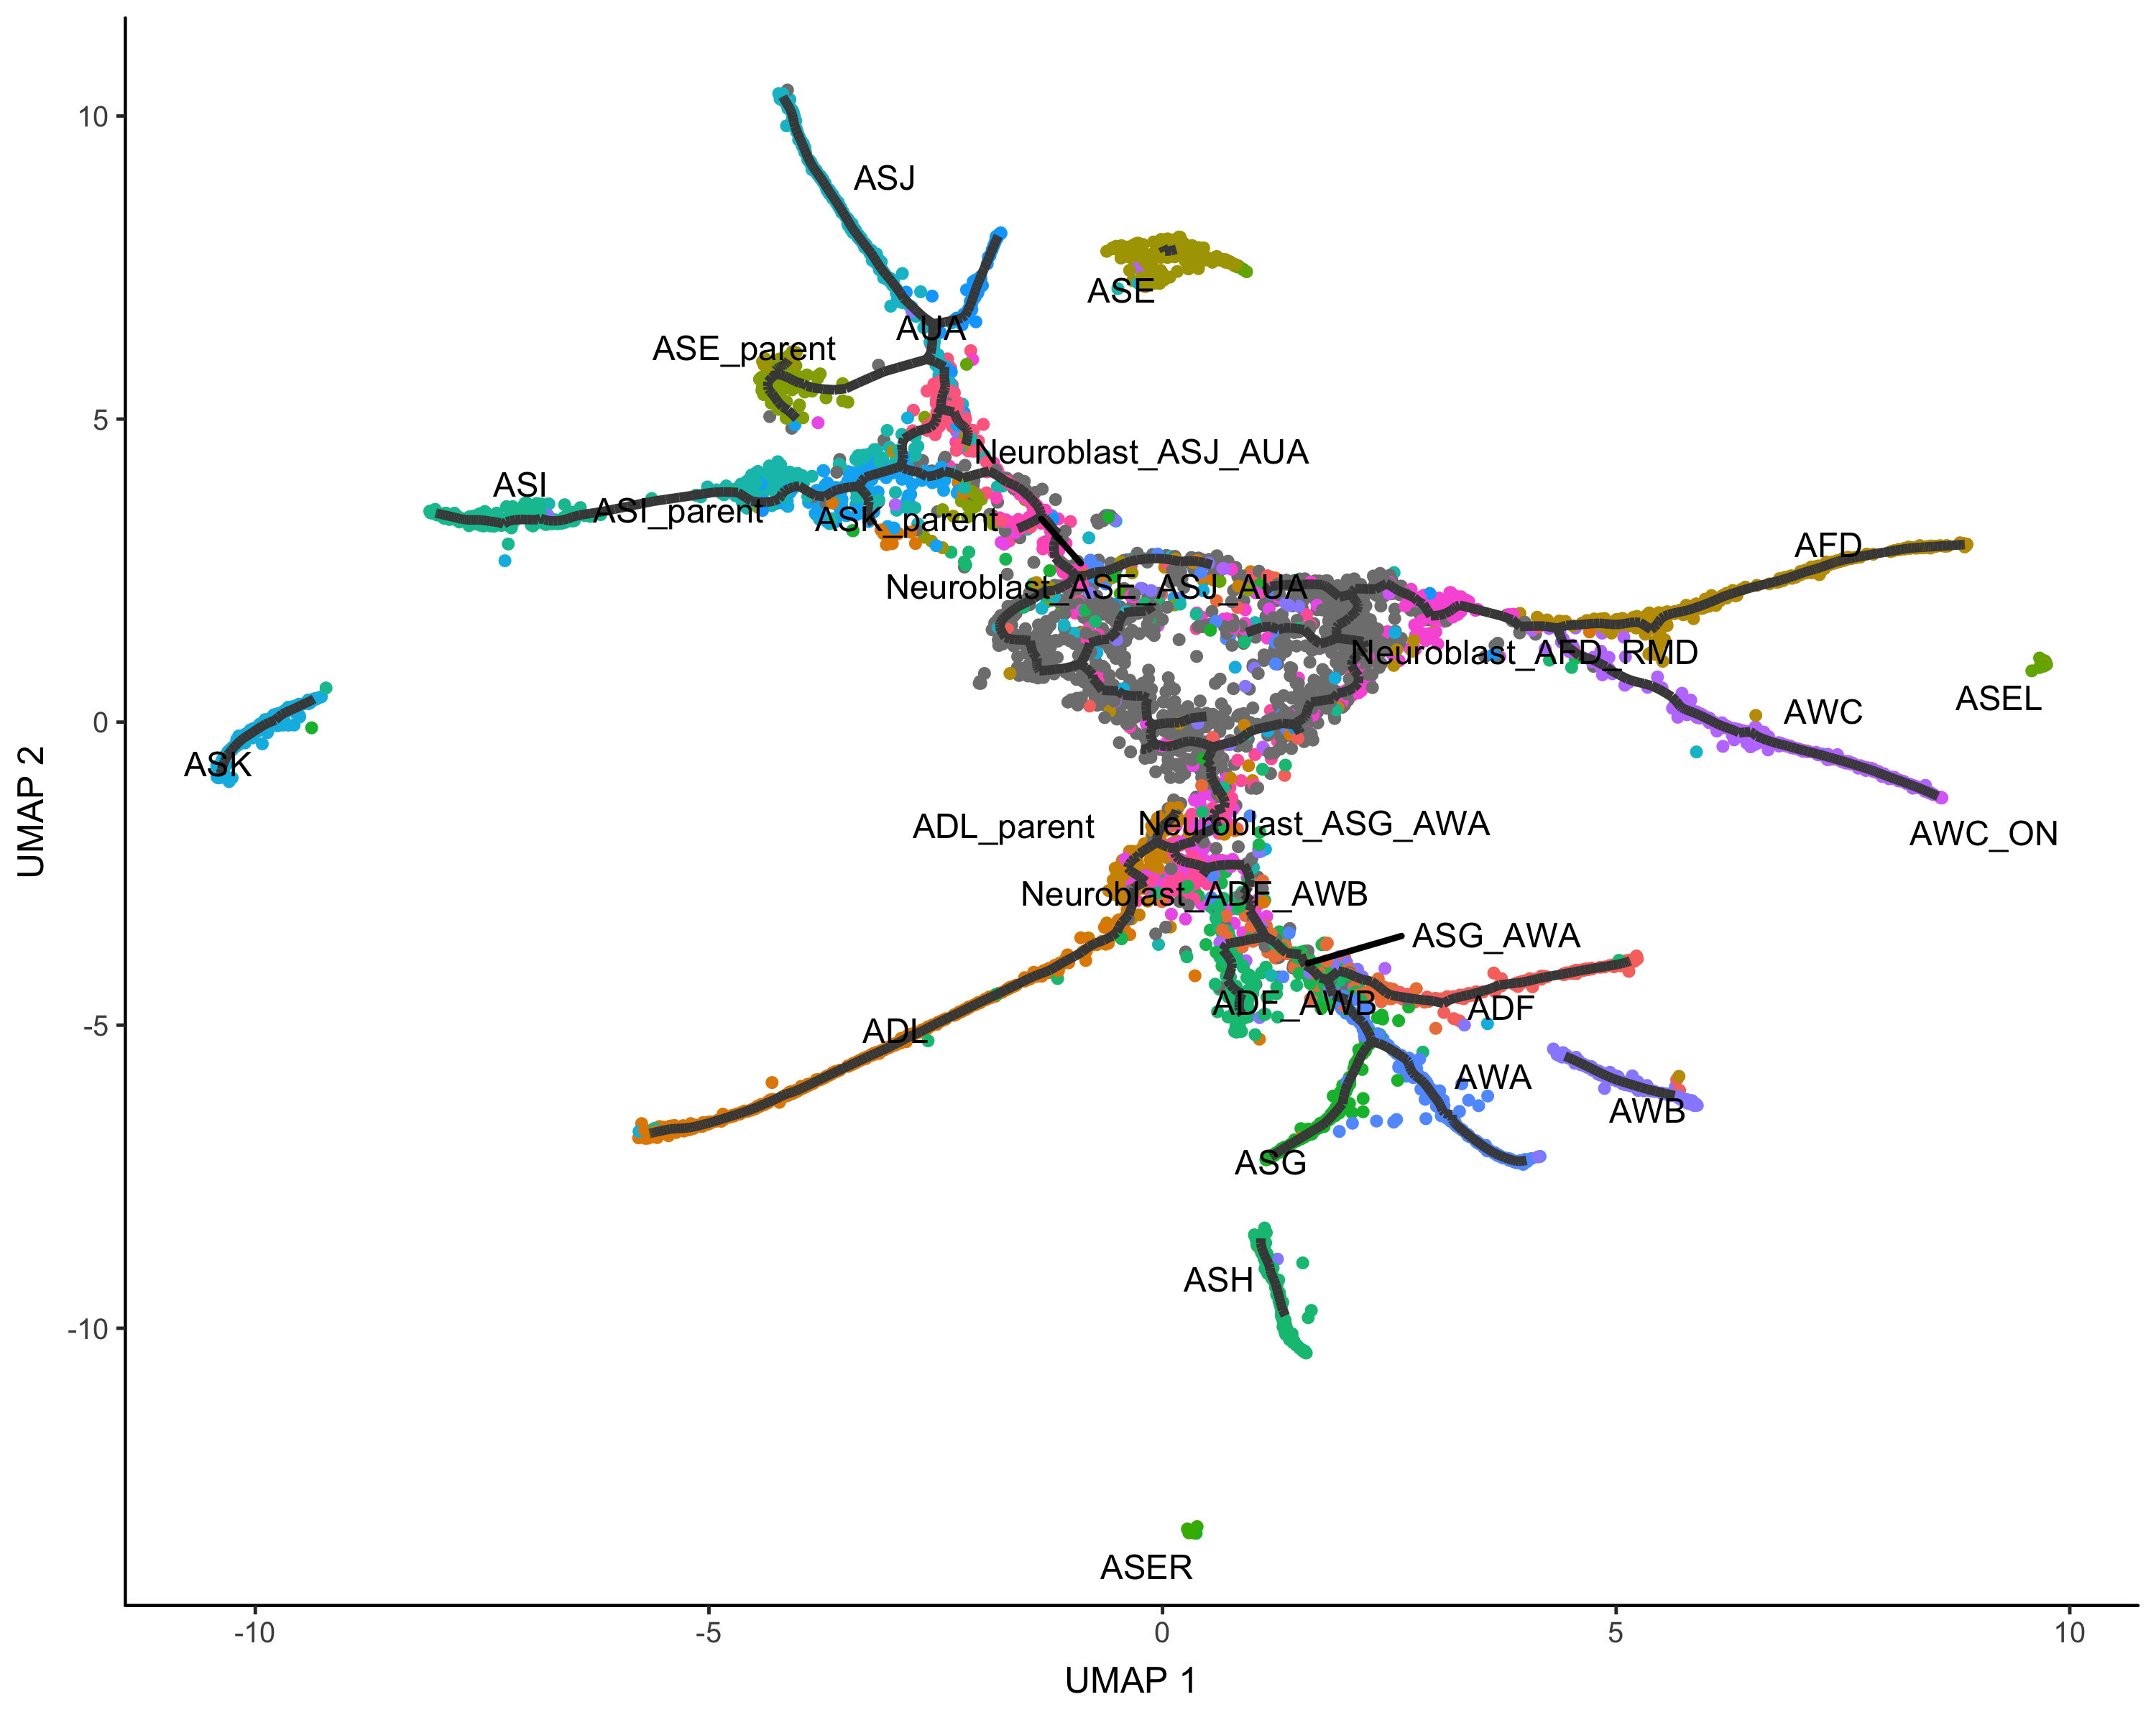 10
ASJ
ASE
AUA
ASE_parent
5
Neuroblast_ASJ_AUA
ASI
ASI_parent
ASK_parent
AFD
Neuroblast_ASE_ASJ_AUA
Neuroblast_AFD_RMD
ASEL
AWC
0
ASK
ADL_parent
Neuroblast_ASG_AWA
AWC_ON
UMAP 2
Neuroblast_ADF_AWB
ASG_AWA
ADF_AWB
ADF
-5
ADL
AWA
AWB
ASG
ASH
-10
ASER
-10
-5
0
5
10
UMAP 1